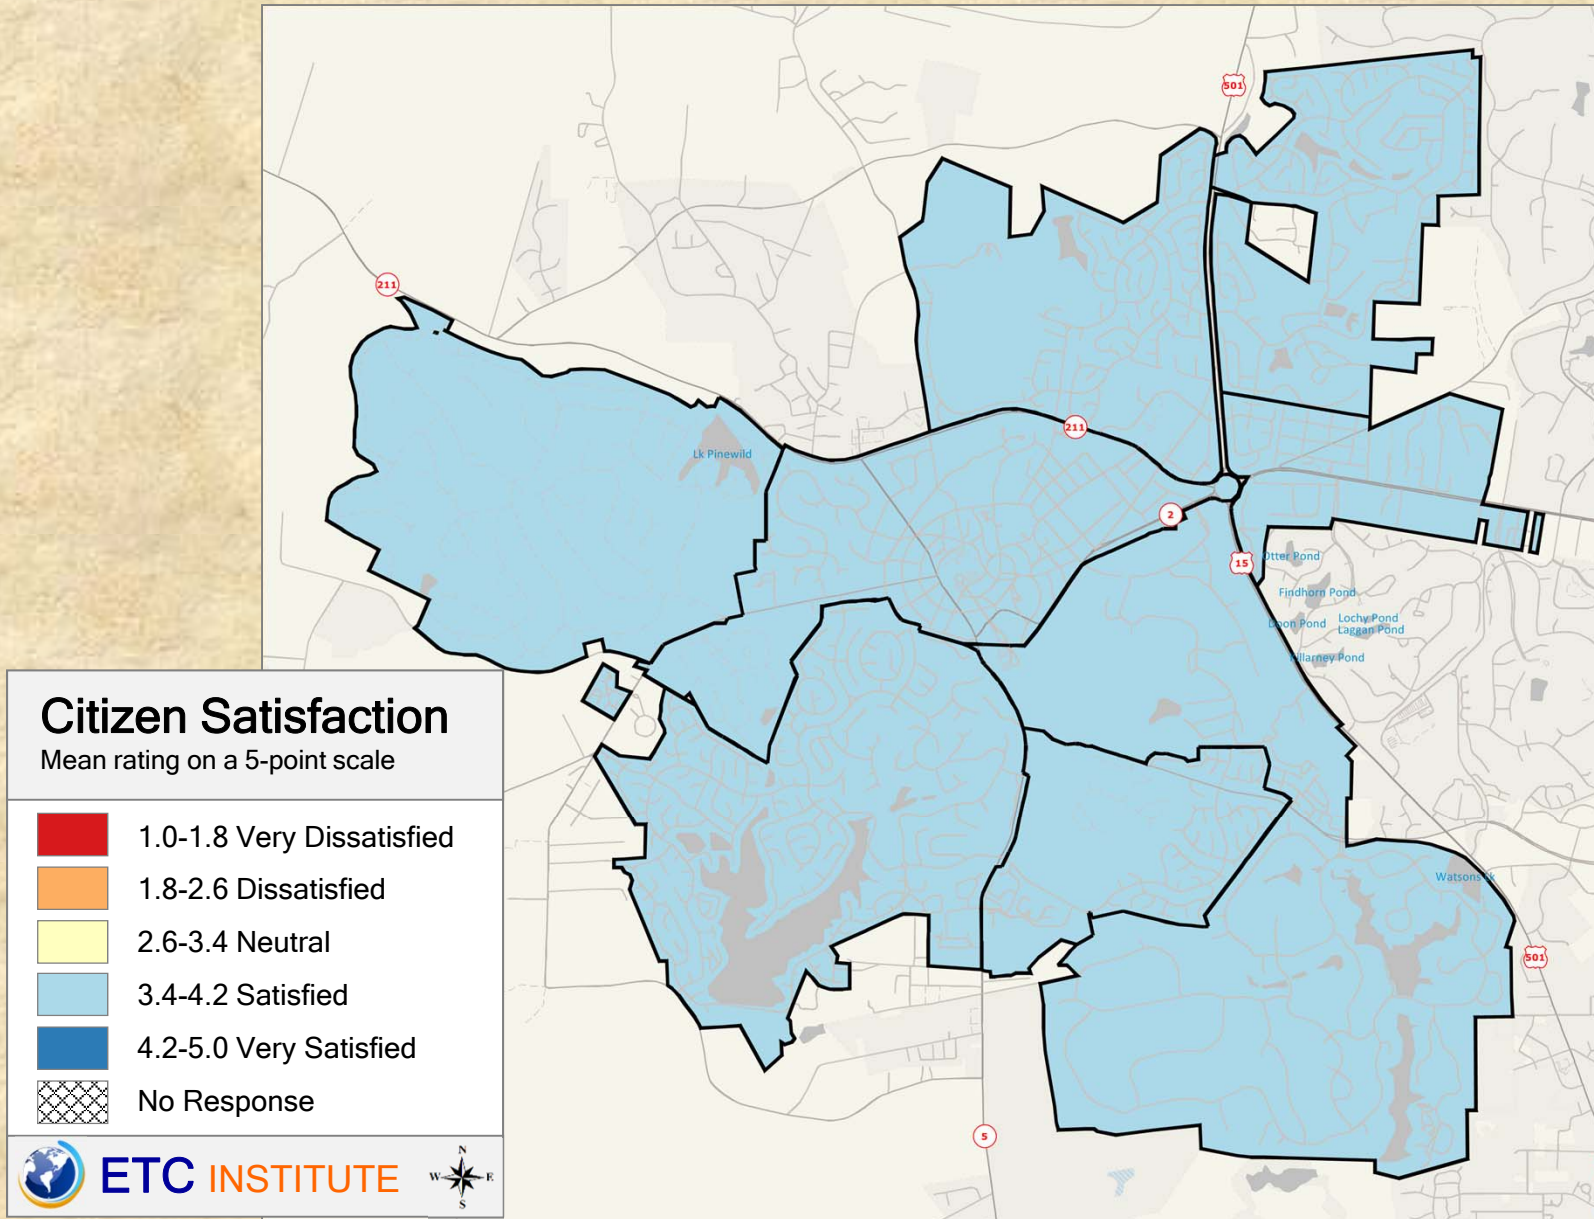 501
211
211
Lk Pinewild
2
15
Otter Pond
Findhorn Pond
Lochy Pond
Doon Pond
Laggan Pond
Killarney Pond
Watsons Lk
501
5
Citizen Satisfaction
Mean rating on a 5-point scale
1.0-1.8 Very Dissatisfied
1.8-2.6 Dissatisfied
2.6-3.4 Neutral
3.4-4.2 Satisfied
4.2-5.0 Very Satisfied
No Response
ETC INSTITUTE
N
W E
S